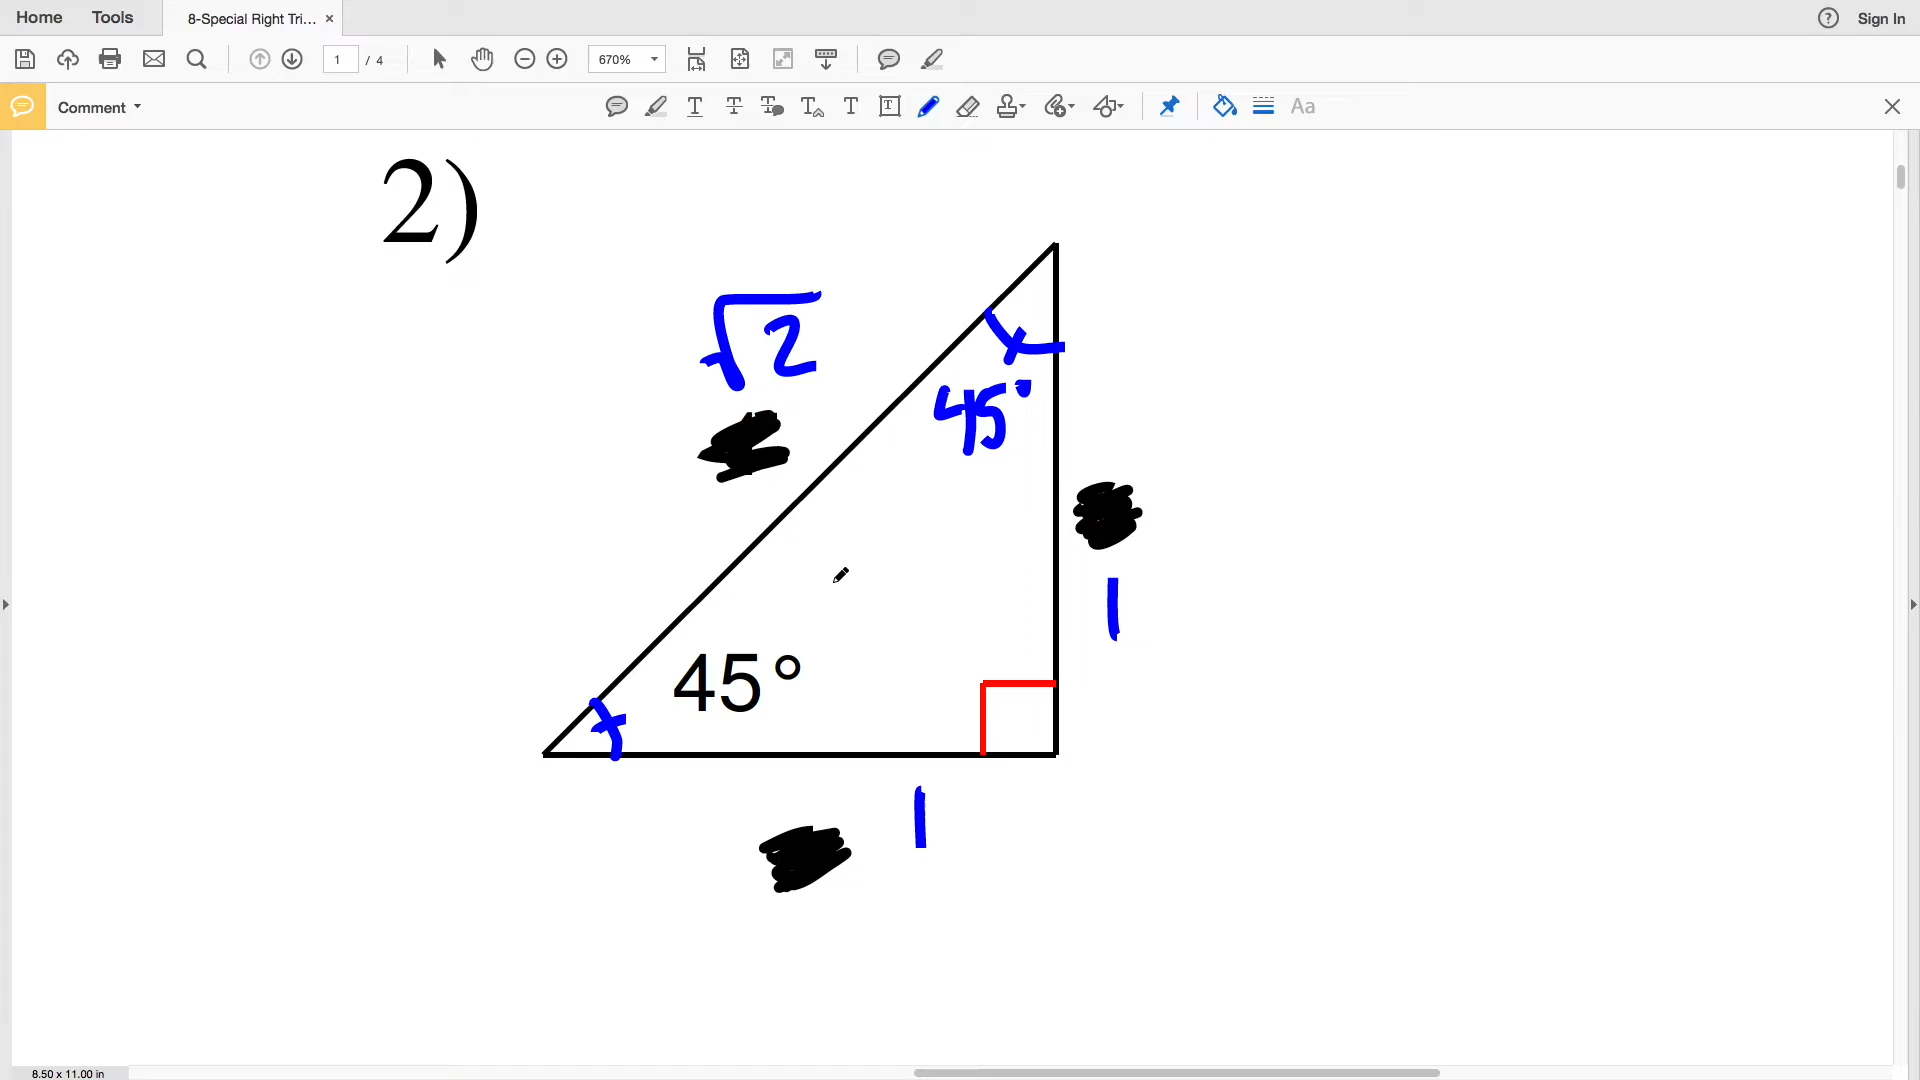 Home Tools 8-Special Right Tri... × ? Sign In
1 / 4 670%
Comment T T T T T T Aa
2)
√2
45°
1
45°
1
8.50 x 11.00 in